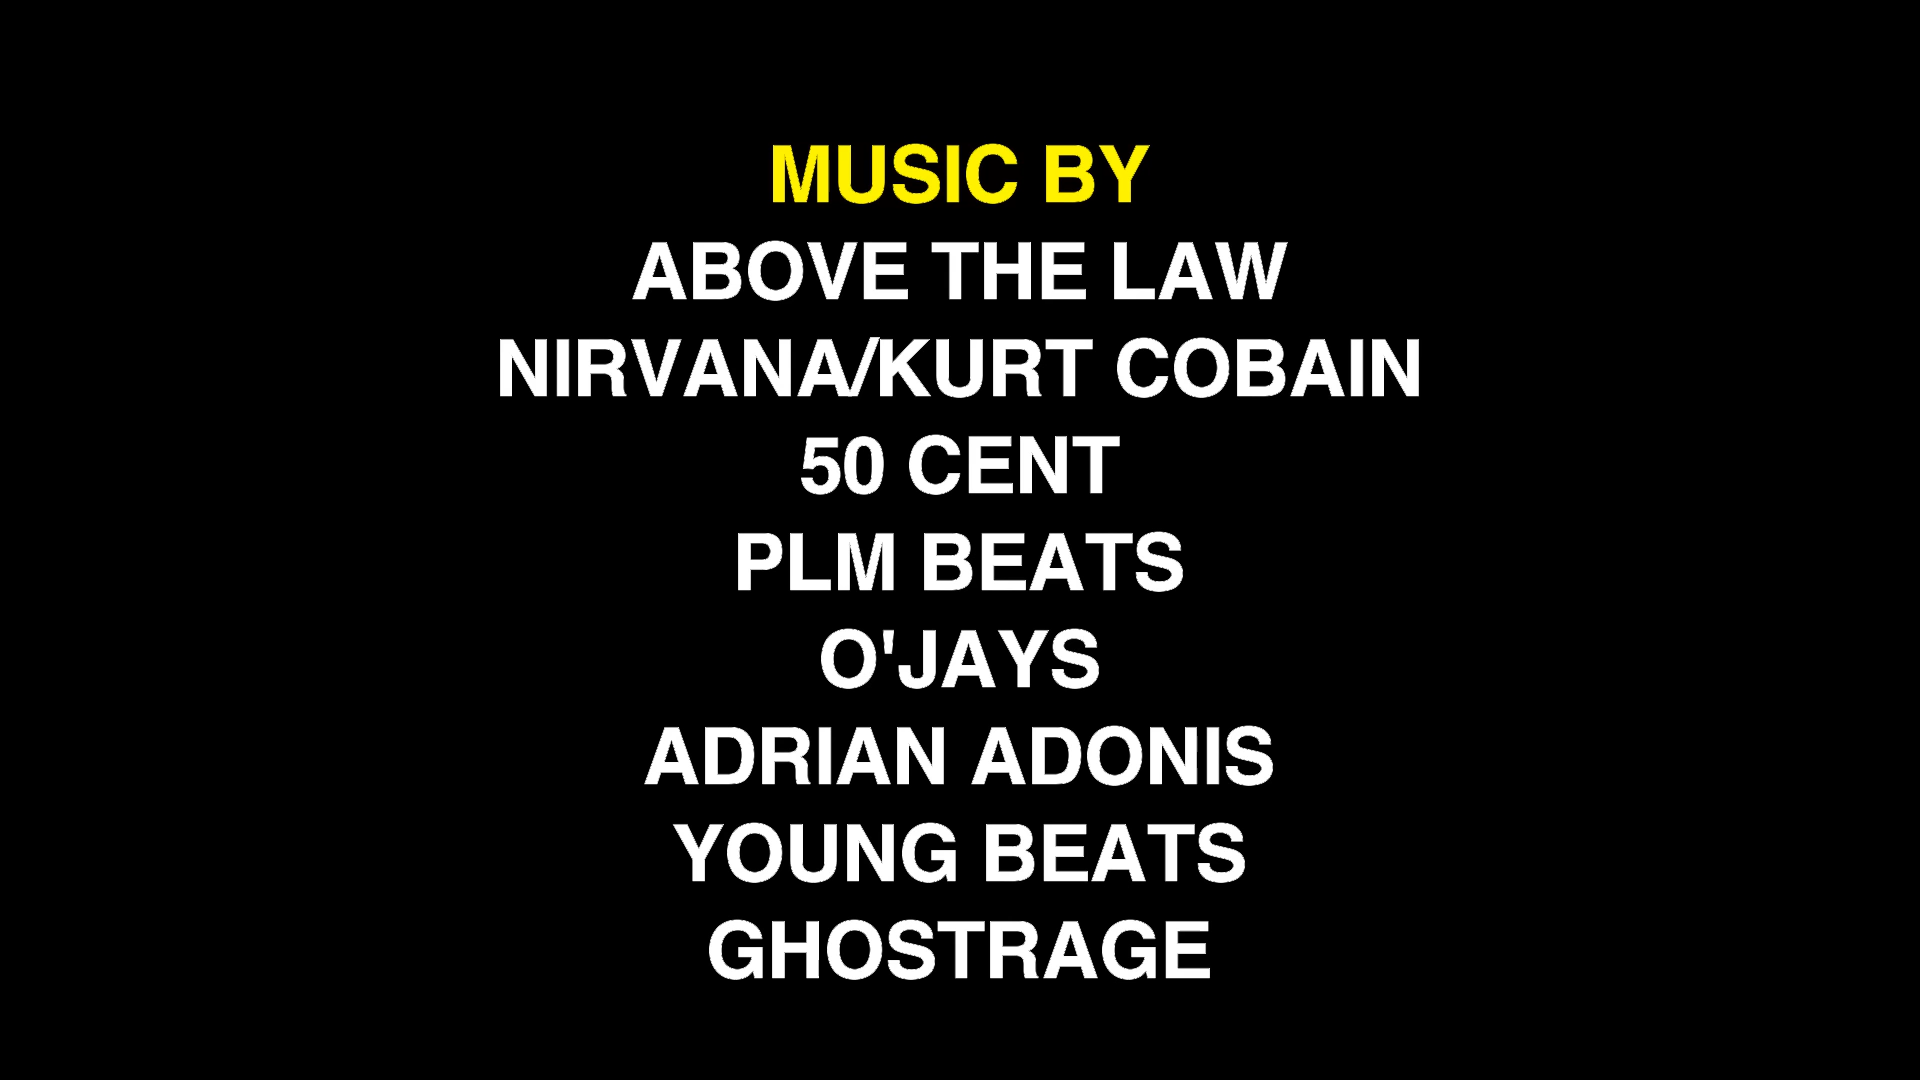 MUSIC BY
ABOVE THE LAW
NIRVANA/KURT COBAIN
50 CENT
PLM BEATS
O'JAYS
ADRIAN ADONIS
YOUNG BEATS
GHOSTRAGE